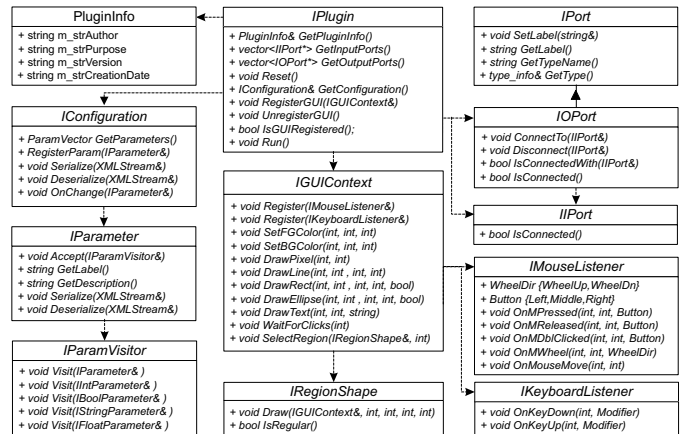 PluginInfo
+ string m_strAuthor
+ string m_strPurpose
+ string m_strVersion
+ string m_strCreationDate
IConfiguration
+ ParamVector GetParameters()
+ RegisterParam(IParameter&)
+ void Serialize(XMLStream&)
+ void Deserialize(XMLStream&)
+ void OnChange(IParameter&)
IParameter
+ void Accept(IParamVisitor&)
+ string GetLabel()
+ string GetDescription()
+ void Serialize(XMLStream&)
+ void Deserialize(XMLStream&)
IParamVisitor
+ void Visit(IParameter& )
+ void Visit(IIntParameter& )
+ void Visit(IBoolParameter& )
+ void Visit(IStringParameter& )
+ void Visit(IFloatParameter& )
IPlugin
+ PluginInfo& GetPluginInfo()
+ vector<IIPort*> GetInputPorts()
+ vector<IOPort*> GetOutputPorts()
+ void Reset()
+ IConfiguration& GetConfiguration()
+ void RegisterGUI(IGUIContext&)
+ void UnregisterGUI()
+ bool IsGUIRegistered();
+ void Run()
IGUIContext
+ void Register(IMouseListener&)
+ void Register(IKeyboardListener&)
+ void SetFGColor(int, int, int)
+ void SetBGColor(int, int, int)
+ void DrawPixel(int, int)
+ void DrawLine(int, int , int, int)
+ void DrawRect(int, int , int, int, bool)
+ void DrawEllipse(int, int , int, int, bool)
+ void DrawText(int, int, string)
+ void WaitForClicks(int)
+ void SelectRegion(IRegionShape&, int)
IRegionShape
+ void Draw(IGUIContext&, int, int, int, int)
+ bool IsRegular()
IPort
+ void SetLabel(string&)
+ string GetLabel()
+ string GetTypeName()
+ type_info& GetType()
IOPort
+ void ConnectTo(IIPort&)
+ void Disconnect(IIPort&)
+ bool IsConnectedWith(IIPort&)
+ bool IsConnected()
IIPort
+ bool IsConnected()
IMouseListener
+ WheelDir {WheelUp,WheelDn}
+ Button {Left,Middle,Right}
+ void OnMPressed(int, int, Button)
+ void OnMReleased(int, int, Button)
+ void OnMDblClicked(int, int, Button)
+ void OnMWheel(int, int, WheelDir)
+ void OnMouseMove(int, int)
IKeyboardListener
+ void OnKeyDown(int, Modifier)
+ void OnKeyUp(int, Modifier)